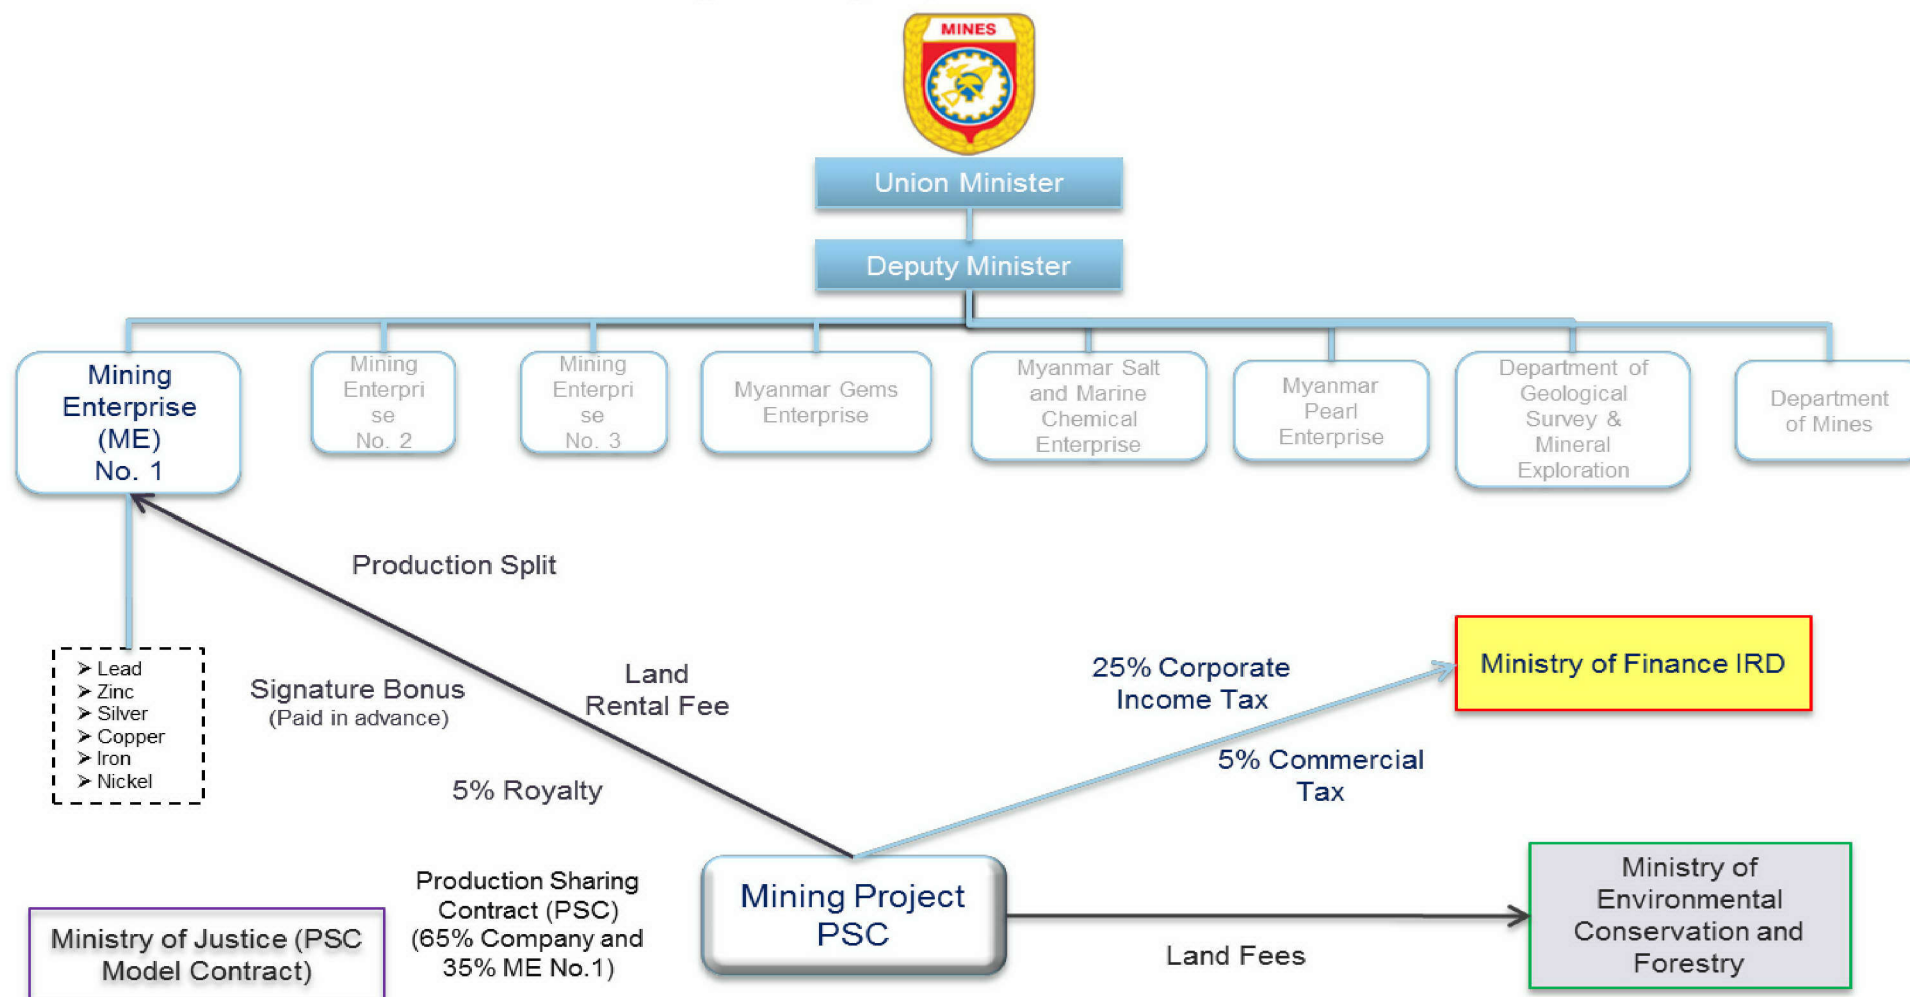 MINES
Union Minister
Deputy Minister
Mining
Enterprise
(ME)
No. 1
Mining
Enterpri
se
No. 2
Mining
Enterpri
se
No. 3
Myanmar Gems
Enterprise
Myanmar Salt
and Marine
Chemical
Enterprise
Myanmar
Pearl
Enterprise
Department of
Geological
Survey &
Mineral
Exploration
Department
of Mines
Production Split
➤ Lead
➤ Zinc
➤ Silver
➤ Copper
➤ Iron
➤ Nickel
Signature Bonus
(Paid in advance)
Land
Rental Fee
5% Royalty
25% Corporate
Income Tax
5% Commercial
Tax
Ministry of Finance IRD
Ministry of Justice (PSC
Model Contract)
Production Sharing
Contract (PSC)
(65% Company and
35% ME No.1)
Mining Project
PSC
Land Fees
Ministry of
Environmental
Conservation and
Forestry